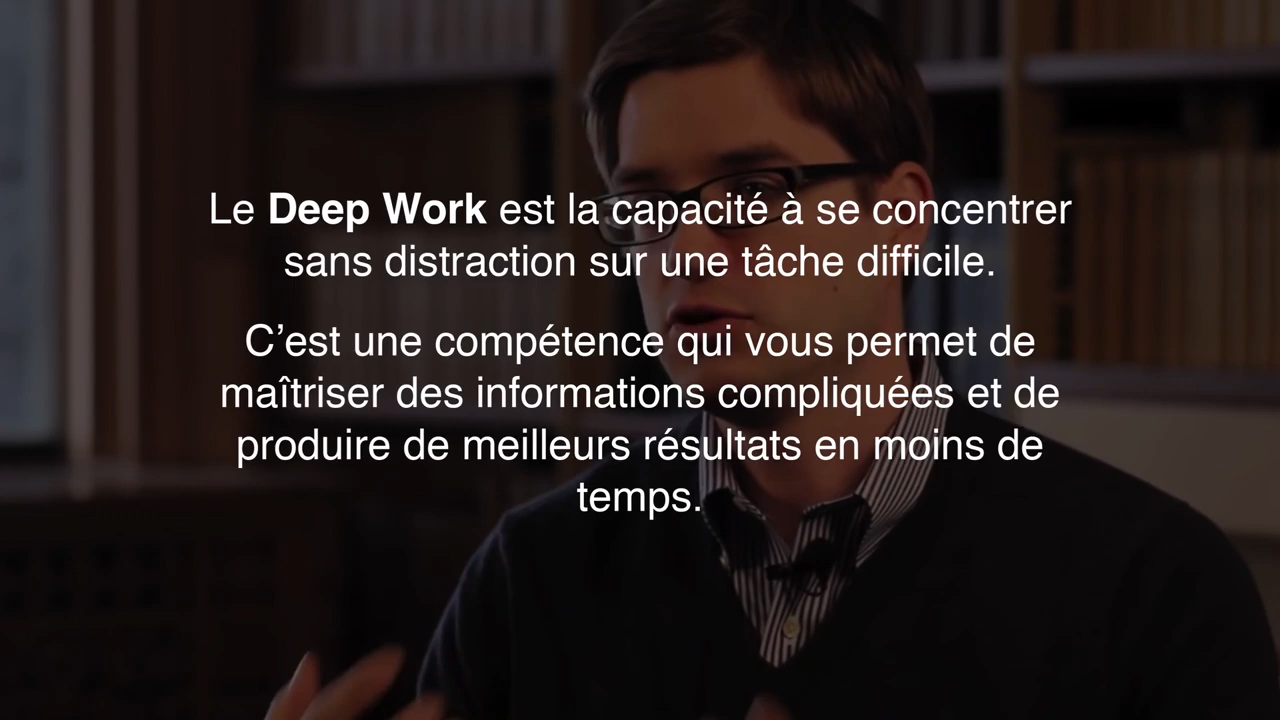 Le Deep Work est la capacité à se concentrer
sans distraction sur une tâche difficile.
C’est une compétence qui vous permet de
maîtriser des informations compliquées et de
produire de meilleurs résultats en moins de
temps.